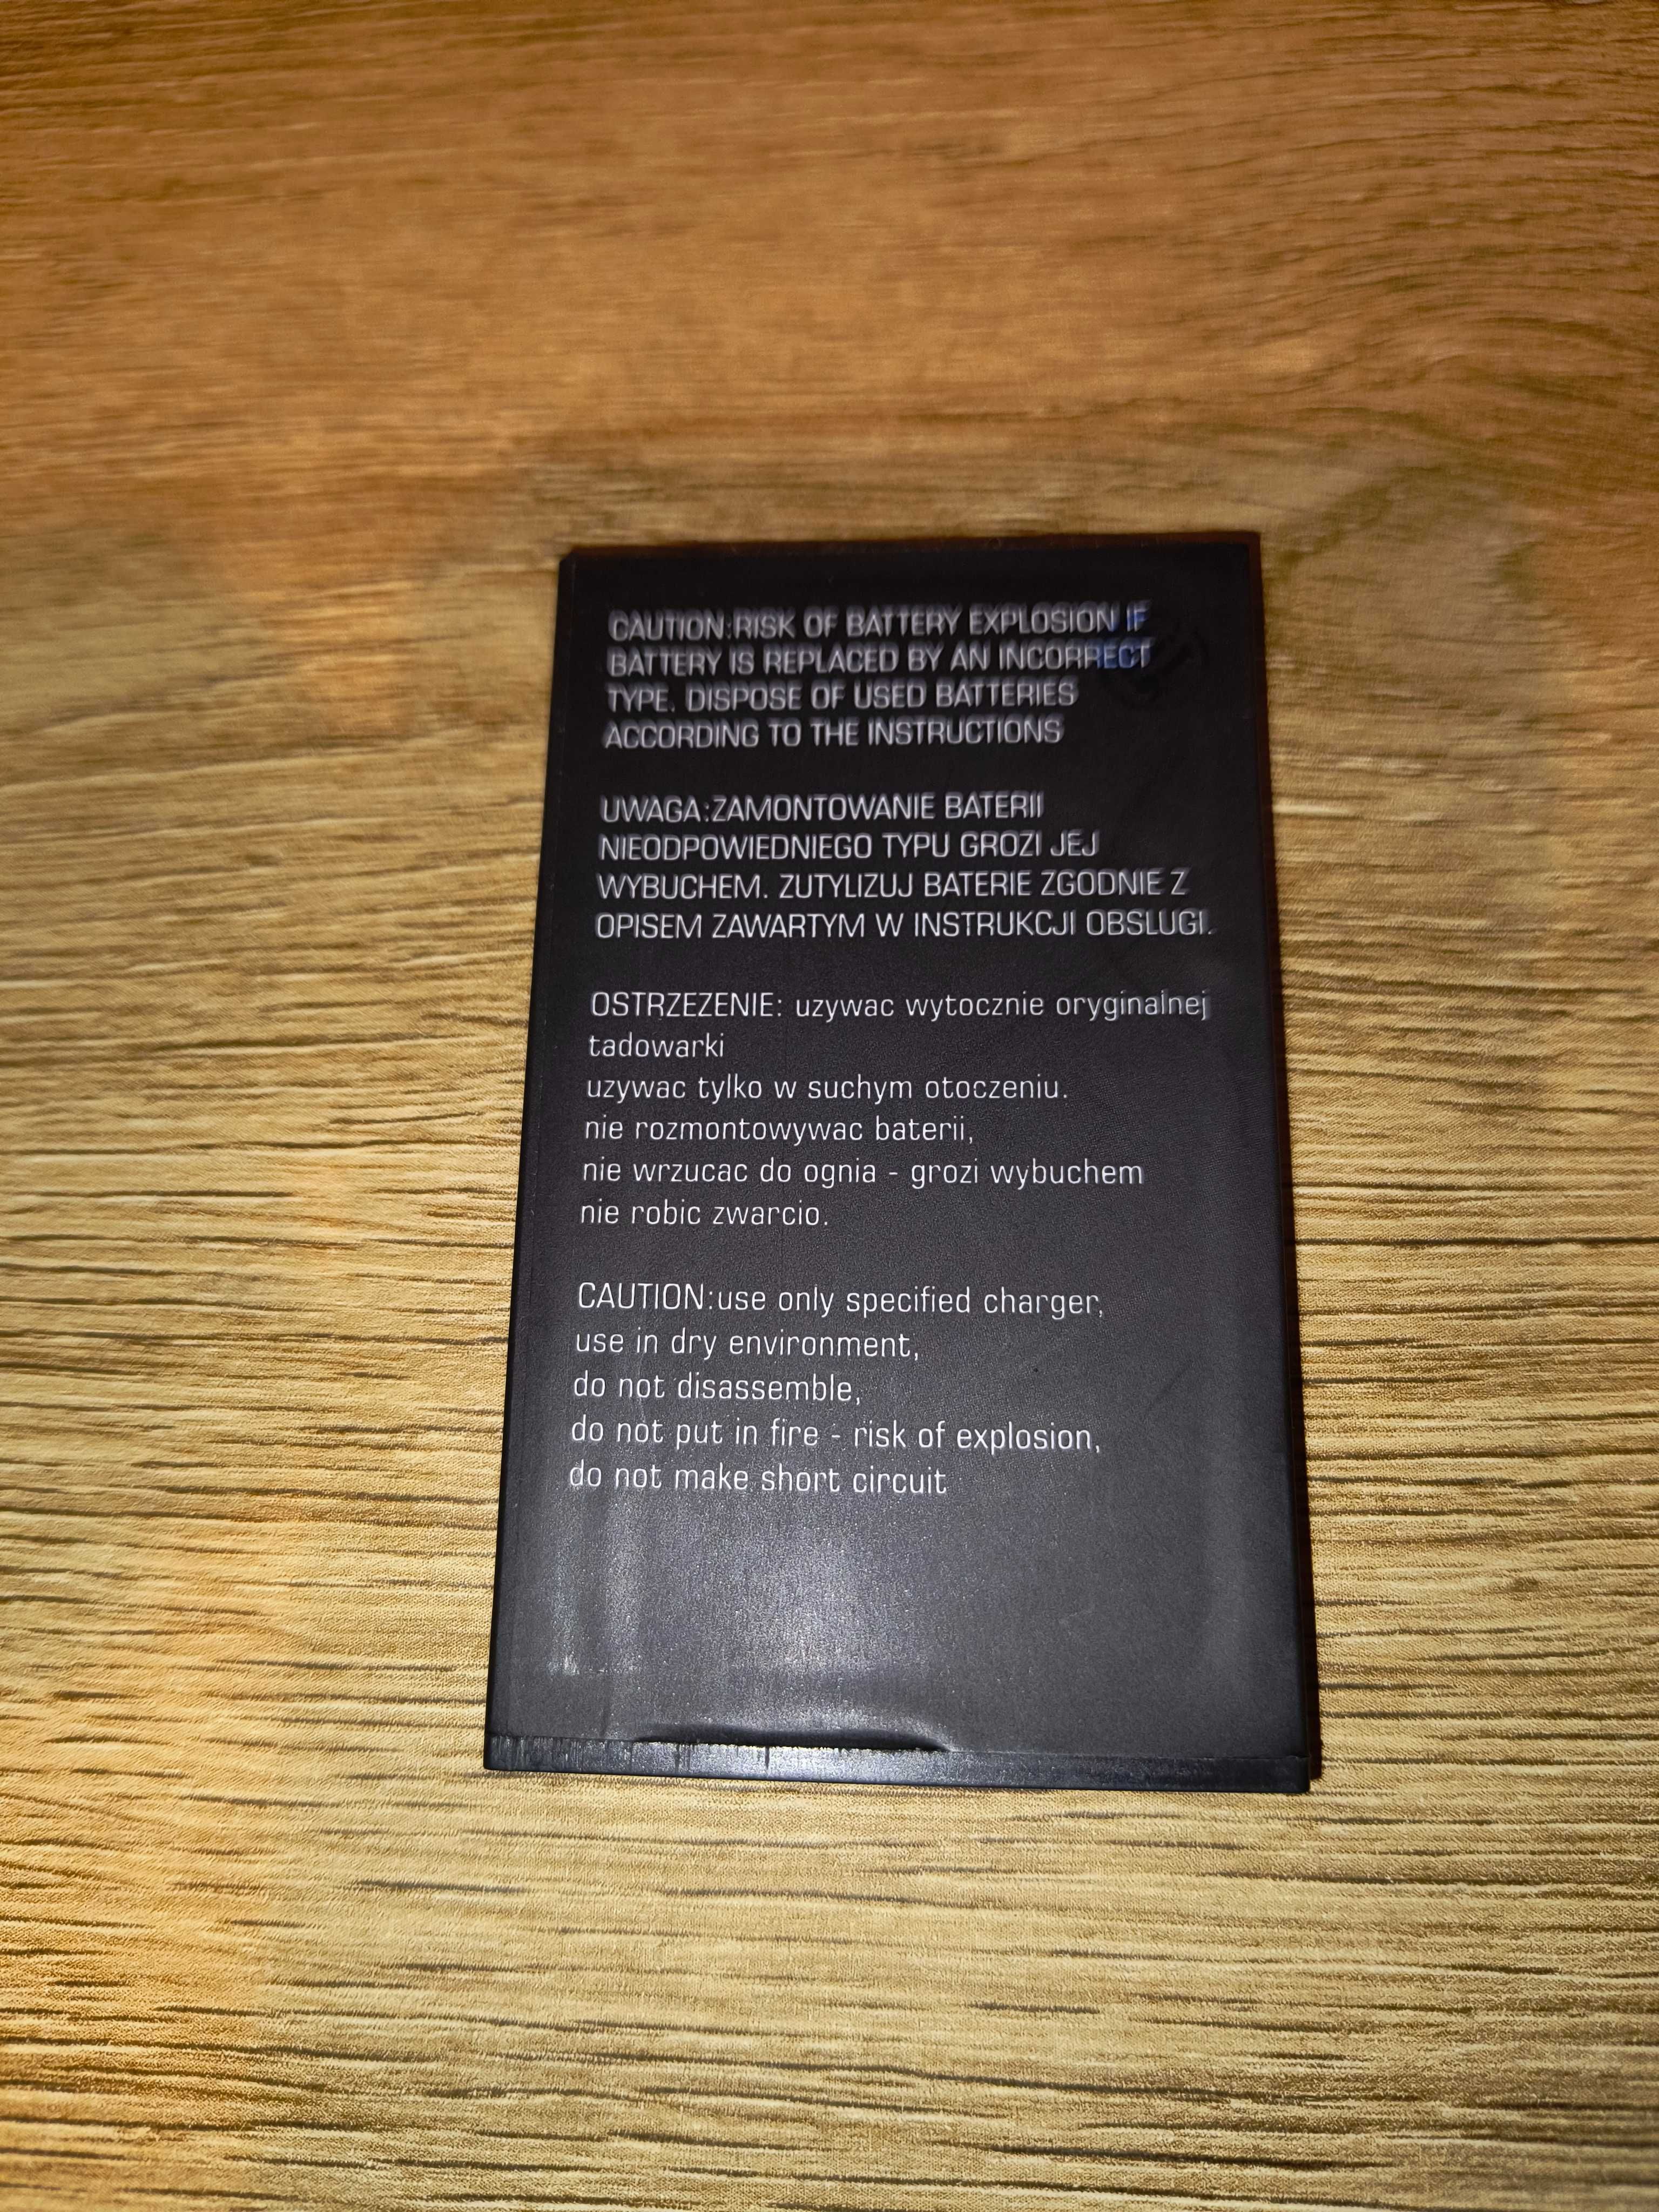 CAUTION:RISK OF BATTERY EXPLOSION IF
BATTERY IS REPLACED BY AN INCORRECT
TYPE. DISPOSE OF USED BATTERIES
ACCORDING TO THE INSTRUCTIONS
UWAGA:ZAMONTOWANIE BATERII
NIEODPOWIEDNIEGO TYPU GROZI JEJ
WYBUCHEM. ZUTYLIZUJ BATERIE ZGODNIE Z
OPISEM ZAWARTYM W INSTRUKCJI OBSLUGI.
OSTRZEZENIE: uzywac wytocznie oryginalnej
tadowarki
uzywac tylko w suchym otoczeniu.
nie rozmontowywac baterii,
nie wrzucac do ognia - grozi wybuchem
nie robic zwarcio.
CAUTION:use only specified charger,
use in dry environment,
do not disassemble,
do not put in fire - risk of explosion,
do not make short circuit